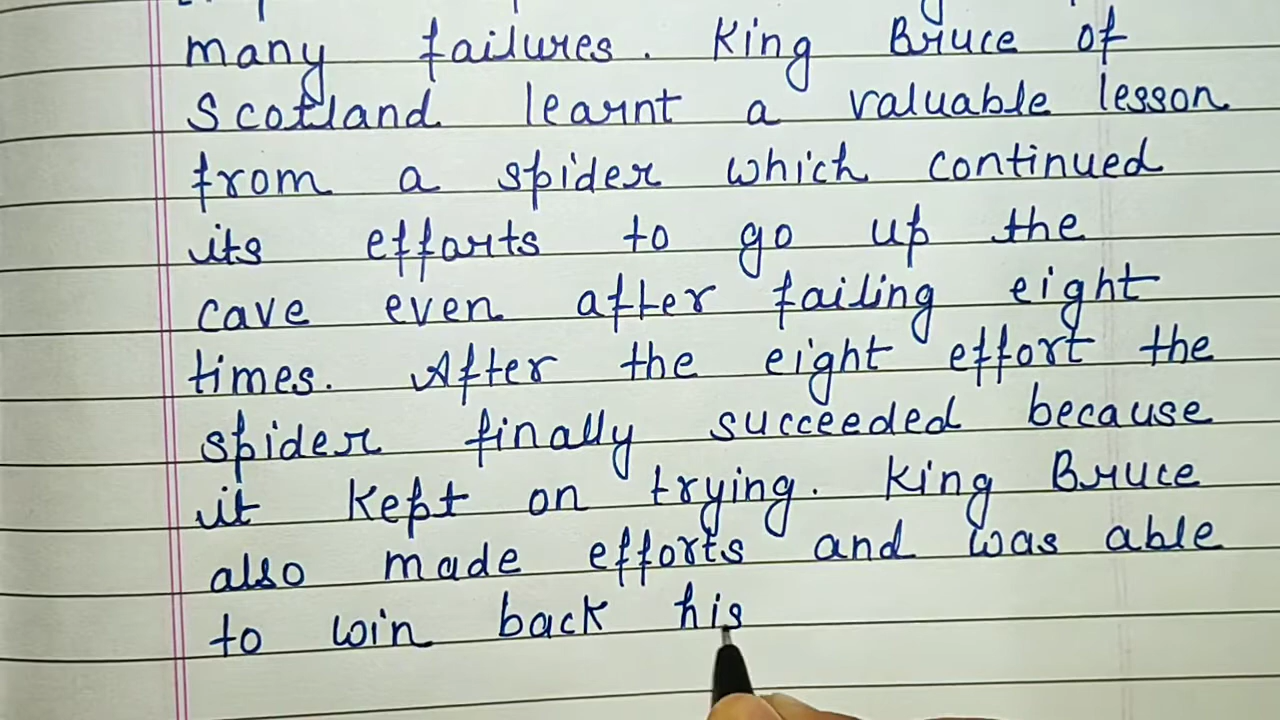 many failures. King Bruce of
Scotland learnt a valuable lesson
from a spider which continued
its efforts to go up the
cave even after failing eight
times. After the eight effort the
spider finally succeeded because
it kept on trying. King Bruce
also made efforts and was able
to win back his